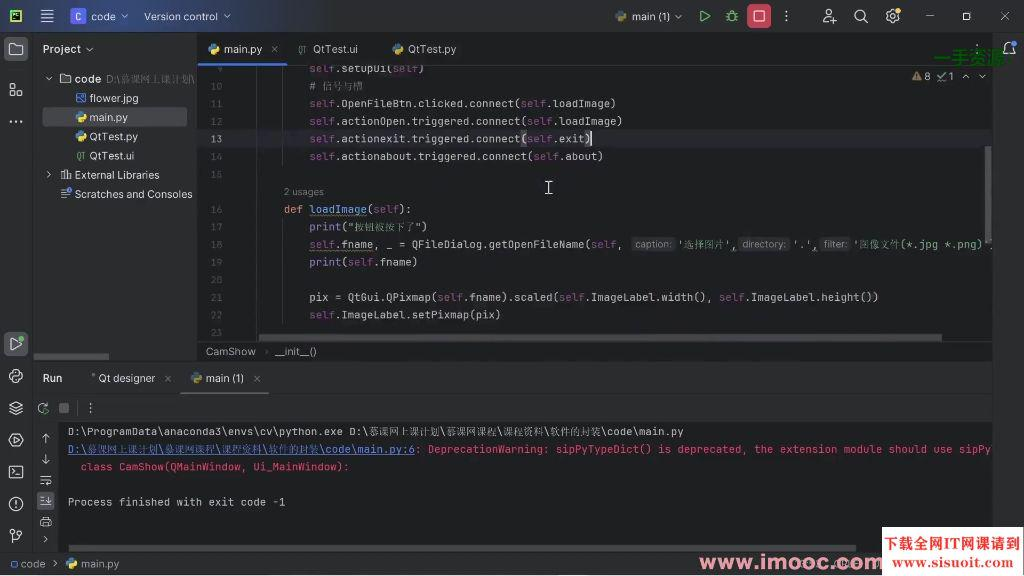 code
Version control
main (1)
Project
main.py
QtTest.ui
QtTest.py
一手资源
code D:\慕课网上课计划\
flower.jpg
main.py
QtTest.py
QtTest.ui
External Libraries
Scratches and Consoles
8 1
9 self.setupUi(self)
10 # 信号与槽
11 self.OpenFileBtn.clicked.connect(self.loadImage)
12 self.actionOpen.triggered.connect(self.loadImage)
13 self.actionexit.triggered.connect(self.exit)
14 self.actionabout.triggered.connect(self.about)
15
2 usages
16 def loadImage(self):
17 print("按钮被按下了")
18 self.fname, _ = QFileDialog.getOpenFileName(self, caption: '选择图片', directory: '.', filter: '图像文件(*.jpg *.png)'
19 print(self.fname)
20
21 pix = QtGui.QPixmap(self.fname).scaled(self.ImageLabel.width(), self.ImageLabel.height())
22 self.ImageLabel.setPixmap(pix)
23
CamShow > __init__()
Run
Qt designer
main (1)
D:\ProgramData\anaconda3\envs\cv\python.exe D:\慕课网上课计划\慕课网课程\课程资料\软件的封装\code\main.py
D:\慕课网上课计划\慕课网课程\课程资料\软件的封装\code\main.py:6: DeprecationWarning: sipPyTypeDict() is deprecated, the extension module should use sipPy
class CamShow(QMainWindow, Ui_MainWindow):
Process finished with exit code -1
code > main.py
www.imooc.com
下载全网IT网课请到
www.sisuoit.com